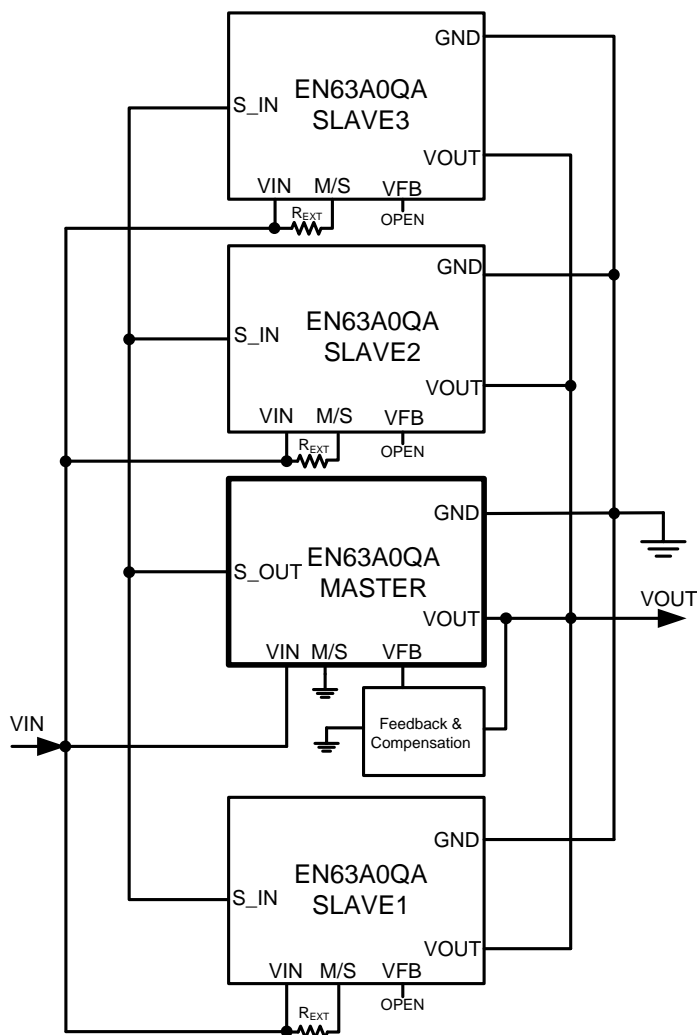 GND
EN63A0QA
S_IN
SLAVE3
VOUT
VIN M/S VFB
REXT
OPEN
GND
EN63A0QA
S_IN
SLAVE2
VOUT
VIN M/S VFB
REXT
OPEN
GND
EN63A0QA
S_OUT
MASTER
VOUT
VOUT
VIN M/S VFB
VIN
Feedback &
Compensation
GND
EN63A0QA
S_IN
SLAVE1
VOUT
VIN M/S VFB
REXT
OPEN